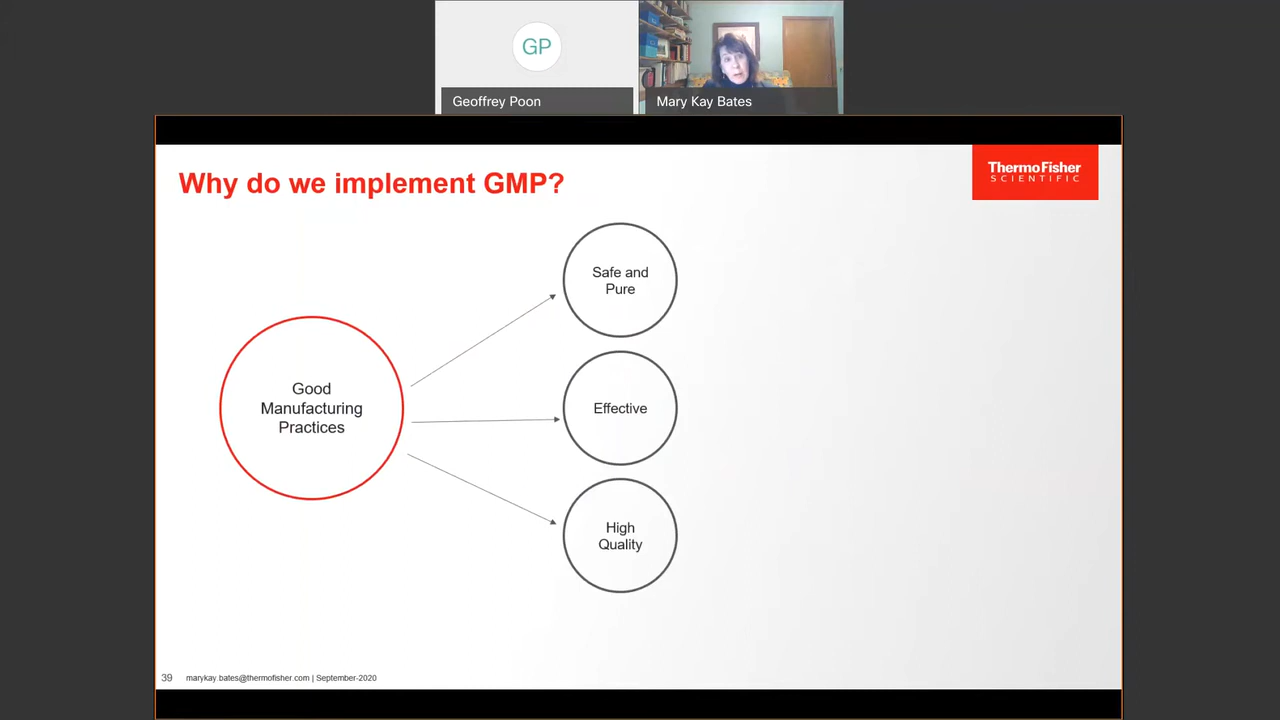 GP
Geoffrey Poon
Mary Kay Bates
Why do we implement GMP?
ThermoFisher
SCIENTIFIC
Safe and
Pure
Good
Manufacturing
Practices
Effective
High
Quality
39 marykay.bates@thermofisher.com | September-2020